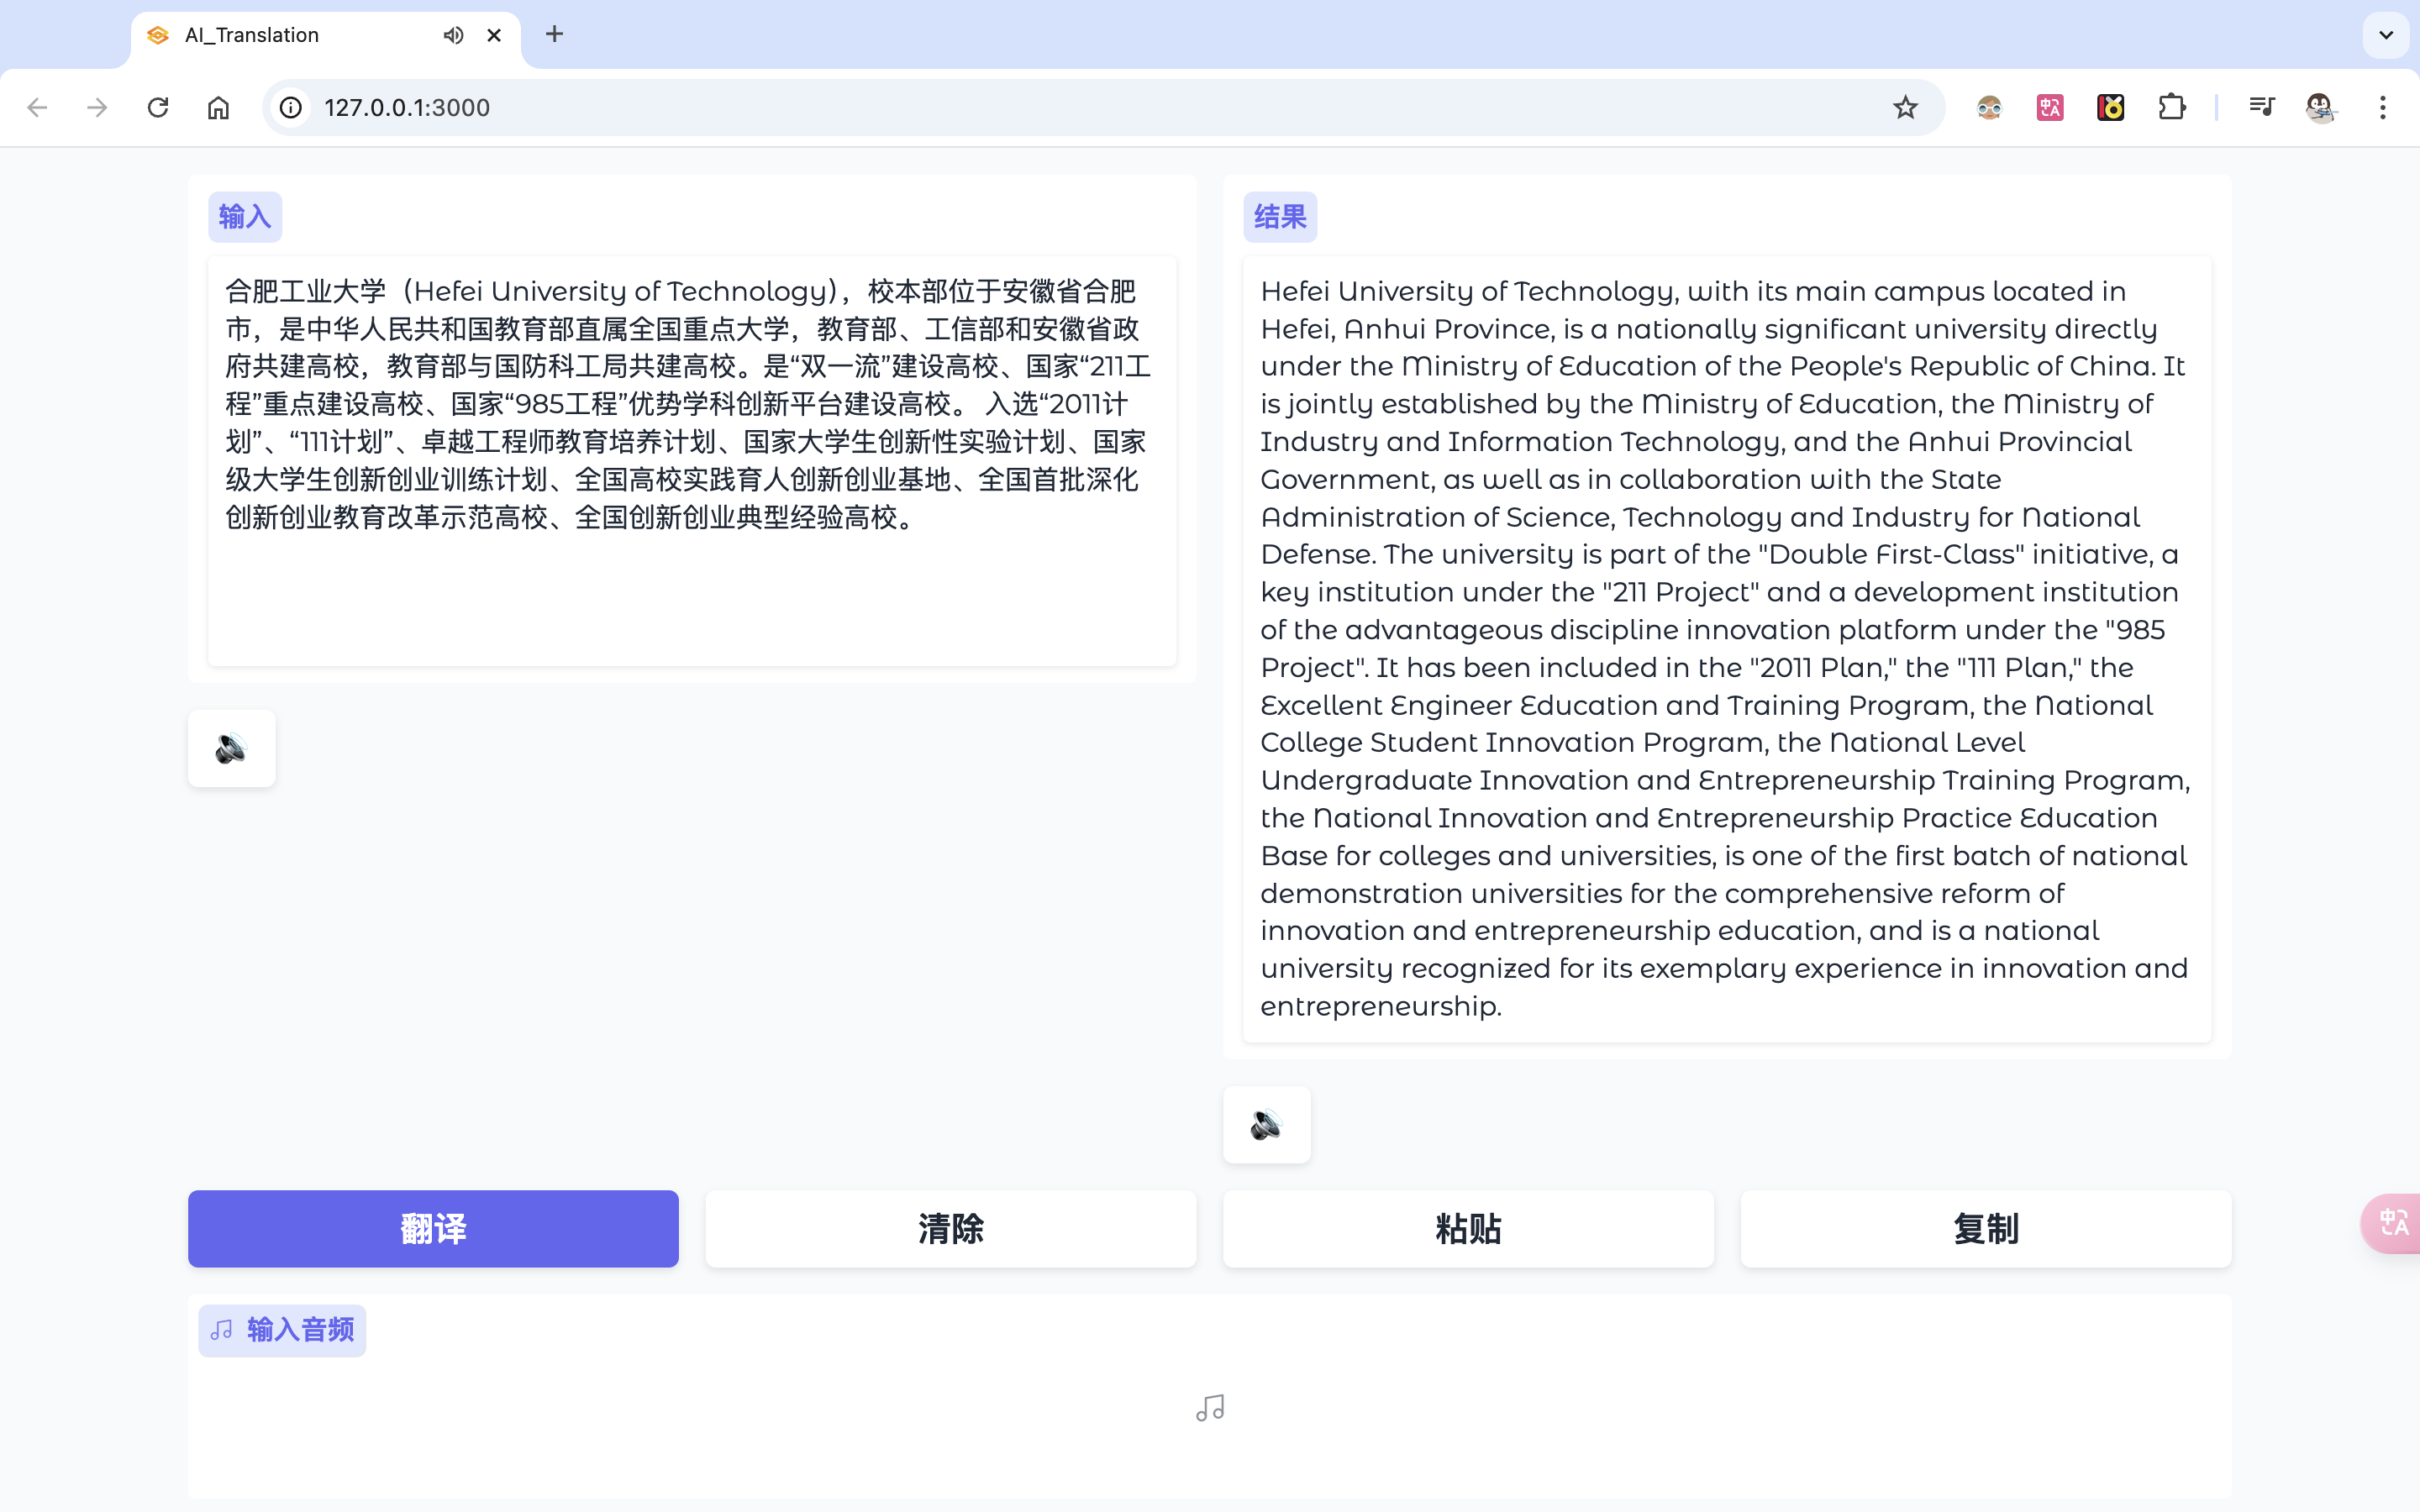 AI_Translation
127.0.0.1:3000
输入
合肥工业大学（Hefei University of Technology），校本部位于安徽省合肥
市，是中华人民共和国教育部直属全国重点大学，教育部、工信部和安徽省政
府共建高校，教育部与国防科工局共建高校。是“双一流”建设高校、国家“211工
程”重点建设高校、国家“985工程”优势学科创新平台建设高校。 入选“2011计
划”、“111计划”、卓越工程师教育培养计划、国家大学生创新性实验计划、国家
级大学生创新创业训练计划、全国高校实践育人创新创业基地、全国首批深化
创新创业教育改革示范高校、全国创新创业典型经验高校。
结果
Hefei University of Technology, with its main campus located in
Hefei, Anhui Province, is a nationally significant university directly
under the Ministry of Education of the People's Republic of China. It
is jointly established by the Ministry of Education, the Ministry of
Industry and Information Technology, and the Anhui Provincial
Government, as well as in collaboration with the State
Administration of Science, Technology and Industry for National
Defense. The university is part of the "Double First-Class" initiative, a
key institution under the "211 Project" and a development institution
of the advantageous discipline innovation platform under the "985
Project". It has been included in the "2011 Plan," the "111 Plan," the
Excellent Engineer Education and Training Program, the National
College Student Innovation Program, the National Level
Undergraduate Innovation and Entrepreneurship Training Program,
the National Innovation and Entrepreneurship Practice Education
Base for colleges and universities, is one of the first batch of national
demonstration universities for the comprehensive reform of
innovation and entrepreneurship education, and is a national
university recognized for its exemplary experience in innovation and
entrepreneurship.
翻译
清除
粘贴
复制
中A
输入音频